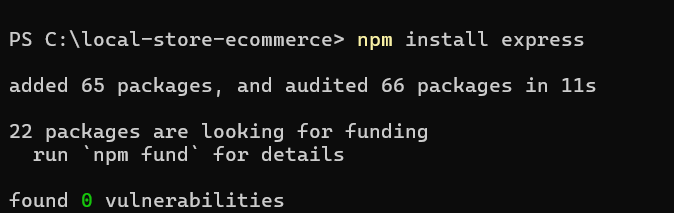 PS C:\local-store-ecommerce> npm install express
added 65 packages, and audited 66 packages in 11s
22 packages are looking for funding
  run `npm fund` for details
found 0 vulnerabilities